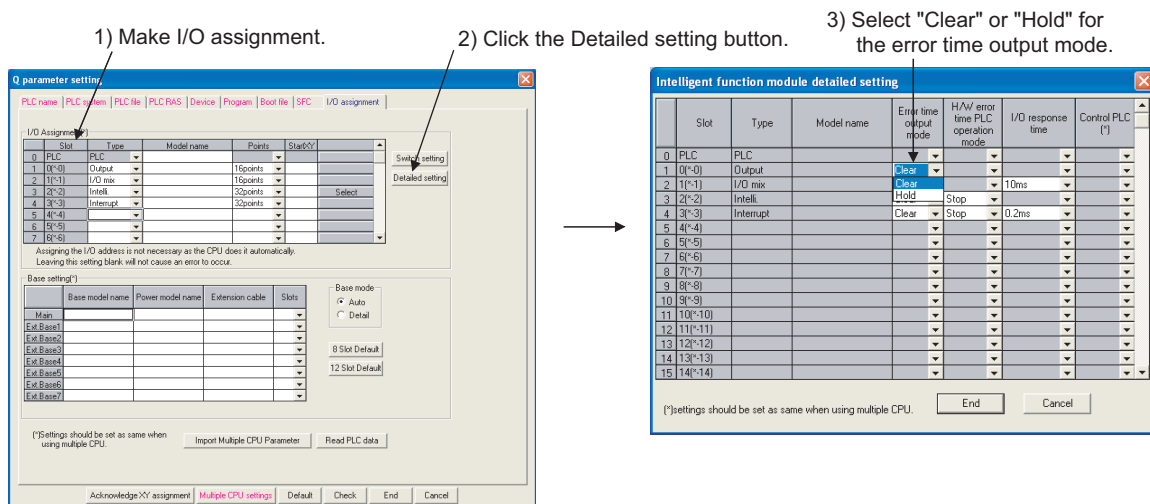 1) Make I/O assignment.
2) Click the Detailed setting button.
3) Select "Clear" or "Hold" for
the error time output mode.
Q parameter setting
PLC name PLC system PLC file PLC RAS Device Program Boot file SFC I/O assignment
I/O Assignment(*)
Slot Type Model name Points StartXY
0 PLC PLC
1 0(*-0) Output 16points
2 1(*-1) I/O mix 16points
3 2(*-2) Intelli. 32points Select
4 3(*-3) Interrupt 32points
5 4(*-4)
6 5(*-5)
7 6(*-6)
Switch setting
Detailed setting
Assigning the I/O address is not necessary as the CPU does it automatically.
Leaving this setting blank will not cause an error to occur.
Base setting(*)
Base model name Power model name Extension cable Slots
Main
Ext.Base1
Ext.Base2
Ext.Base3
Ext.Base4
Ext.Base5
Ext.Base6
Ext.Base7
Base mode
Auto
Detail
8 Slot Default
12 Slot Default
(*)Settings should be set as same when
using multiple CPU.
Import Multiple CPU Parameter Read PLC data
Acknowledge XY assignment Multiple CPU settings Default Check End Cancel
Intelligent function module detailed setting
Slot Type Model name Error time output mode H/W error time PLC operation mode I/O response time Control PLC (*)
0 PLC PLC
1 0(*-0) Output Clear
2 1(*-1) I/O mix Clear 10ms
3 2(*-2) Intelli. Hold Stop
4 3(*-3) Interrupt Clear Stop 0.2ms
5 4(*-4)
6 5(*-5)
7 6(*-6)
8 7(*-7)
9 8(*-8)
10 9(*-9)
11 10(*-10)
12 11(*-11)
13 12(*-12)
14 13(*-13)
15 14(*-14)
(*)settings should be set as same when using multiple CPU.
End Cancel